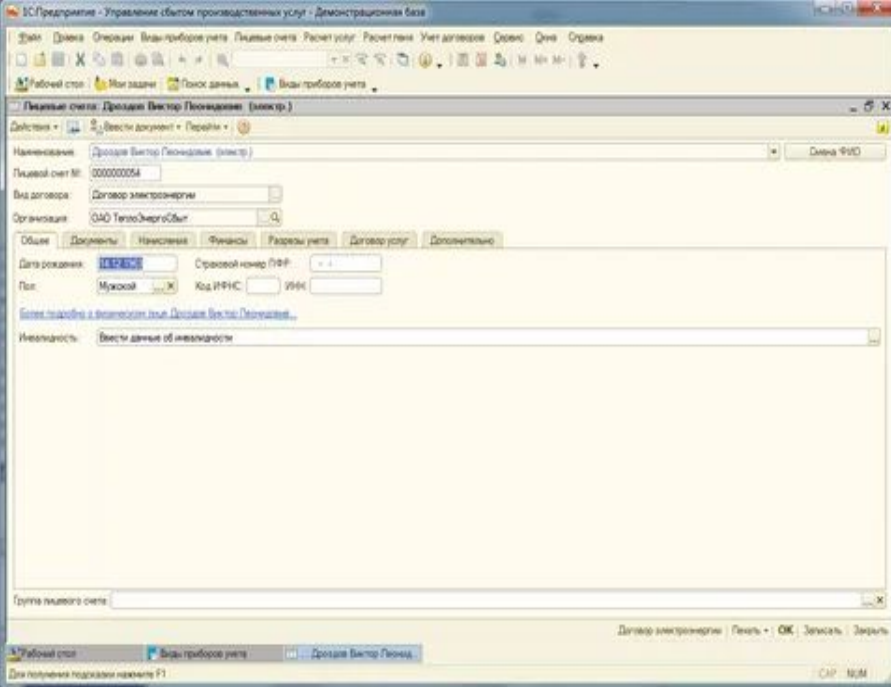 1С:Предприятие - Управление сбытом производственных услуг - Демонстрационная база
Файл Правка Операции Виды приборов учета Лицевые счета Расчет услуг Расчет пени Учет договоров Сервис Окна Справка
M M+ M-
Рабочий стол Мои задачи Поиск данных Виды приборов учета
Лицевые счета: Дроздов Виктор Леонидович (электр.)
Действия Ввести документ Перейти
Наименование: Дроздов Виктор Леонидович (электр.) Смена ФИО
Лицевой счет №: 0000000054
Вид договора: Договор электроэнергии
Организация: ОАО ТеплоЭнергоСбыт
Общие Документы Начисления Финансы Разрезы учета Договор услуг Дополнительно
Дата рождения: Страховой номер ПФР: - -
Пол: Мужской ... X Код ИФНС: ИНН:
Более подробно о физическом лице Дроздов Виктор Леонидович...
Инвалидность: Ввести данные об инвалидности ...
Группа лицевого счета: ... X
Договор электроэнергии Печать OK Записать Закрыть
Рабочий стол Виды приборов учета ... Дроздов Виктор Леонид...
Для получения подсказки нажмите F1 CAP NUM